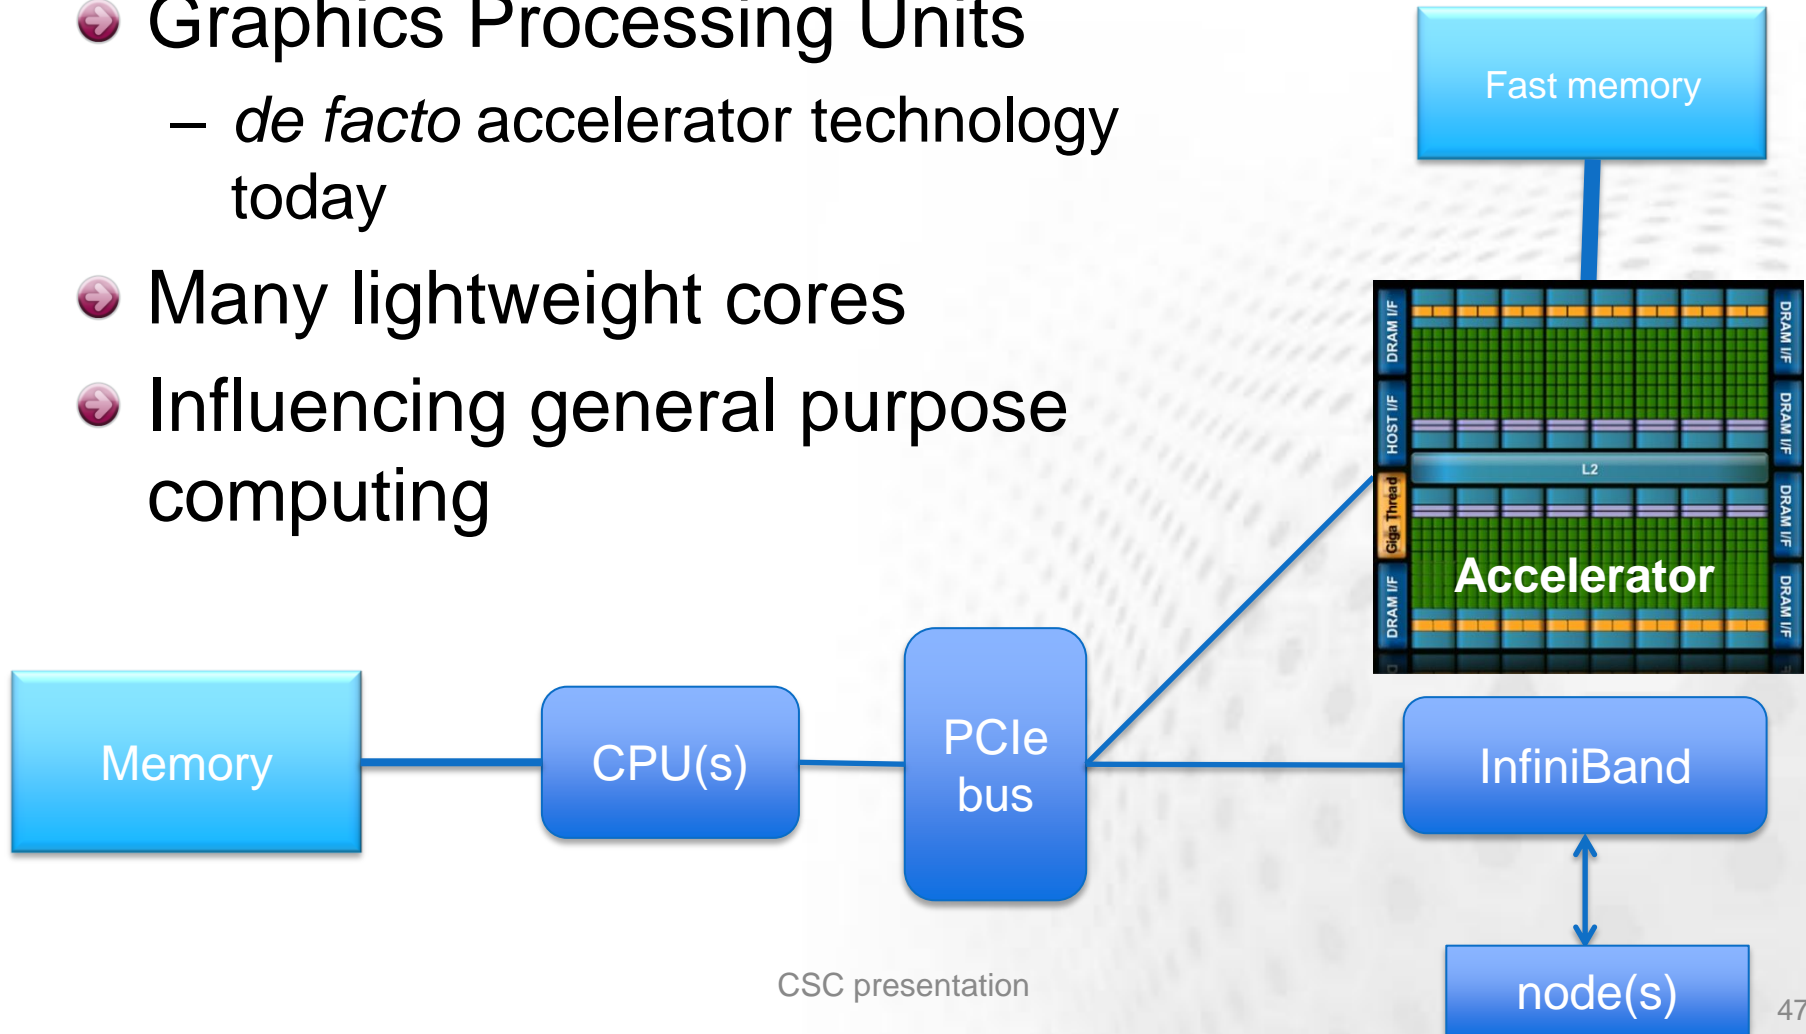 Graphics Processing Units
– de facto accelerator technology
today
Many lightweight cores
Influencing general purpose
computing
Fast memory
DRAM I/F
HOST I/F
Giga Thread
DRAM I/F
DRAM I/F
DRAM I/F
DRAM I/F
DRAM I/F
L2
Accelerator
Memory
CPU(s)
PCIe
bus
InfiniBand
node(s)
CSC presentation
47